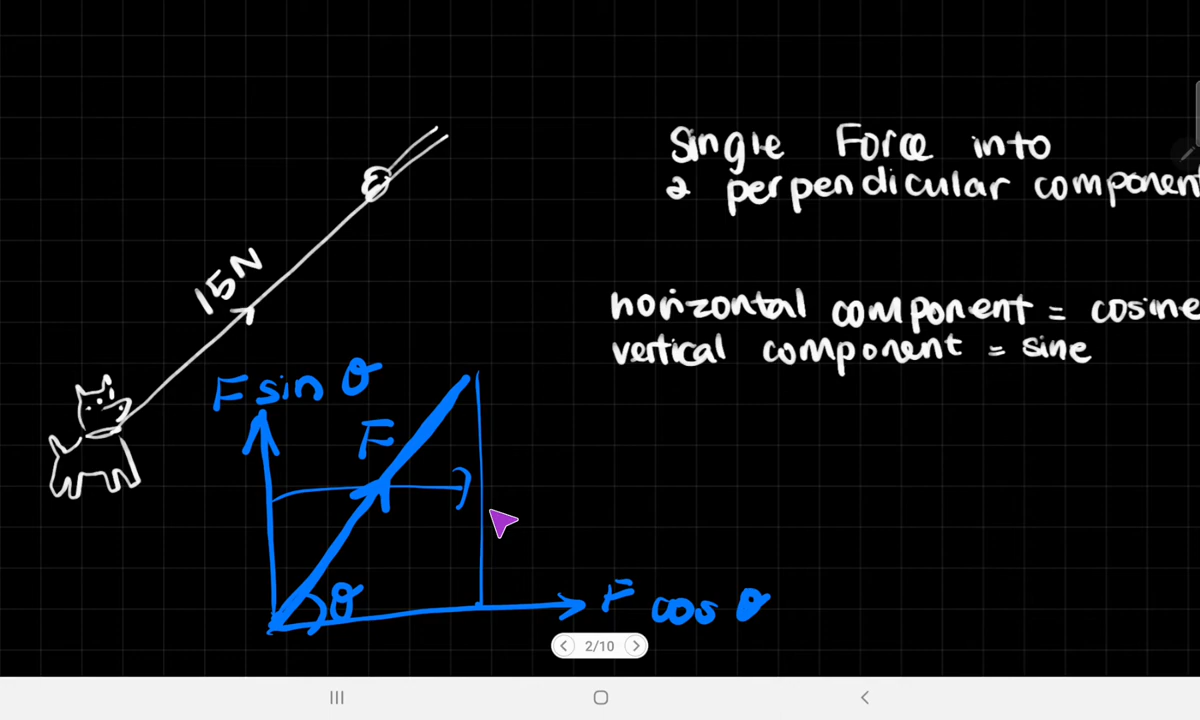 Single Force into
2 perpendicular component
15N
horizontal component = cosine
vertical component = sine
F sin θ
F
θ
F cos θ
2/10